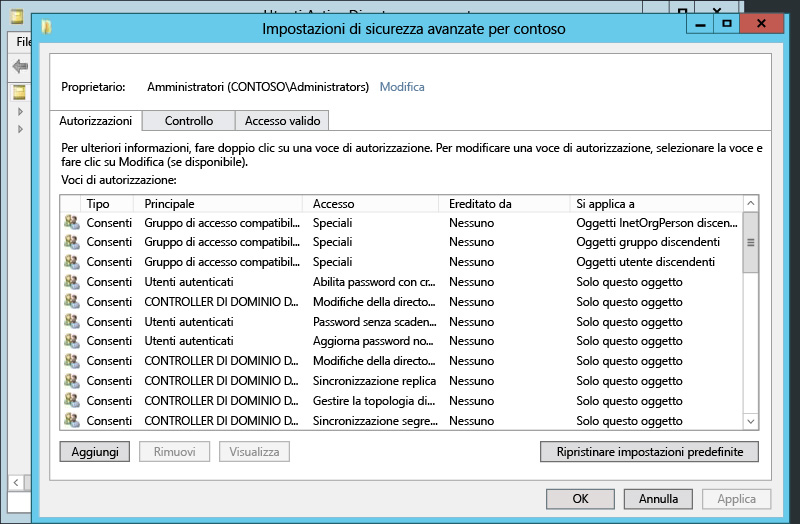 Impostazioni di sicurezza avanzate per contoso
File
Proprietario: Amministratori (CONTOSO\Administrators) Modifica
Autorizzazioni Controllo Accesso valido
Per ulteriori informazioni, fare doppio clic su una voce di autorizzazione. Per modificare una voce di autorizzazione, selezionare la voce e
fare clic su Modifica (se disponibile).
Voci di autorizzazione:
Tipo Principale Accesso Ereditato da Si applica a
Consenti Gruppo di accesso compatibil... Speciali Nessuno Oggetti InetOrgPerson discen...
Consenti Gruppo di accesso compatibil... Speciali Nessuno Oggetti gruppo discendenti
Consenti Gruppo di accesso compatibil... Speciali Nessuno Oggetti utente discendenti
Consenti Utenti autenticati Abilita password con cr... Nessuno Solo questo oggetto
Consenti CONTROLLER DI DOMINIO D... Modifiche della directo... Nessuno Solo questo oggetto
Consenti Utenti autenticati Password senza scaden... Nessuno Solo questo oggetto
Consenti Utenti autenticati Aggiorna password no... Nessuno Solo questo oggetto
Consenti CONTROLLER DI DOMINIO D... Modifiche della directo... Nessuno Solo questo oggetto
Consenti CONTROLLER DI DOMINIO D... Sincronizzazione replica Nessuno Solo questo oggetto
Consenti CONTROLLER DI DOMINIO D... Gestire la topologia di... Nessuno Solo questo oggetto
Consenti CONTROLLER DI DOMINIO D... Sincronizzazione segre... Nessuno Solo questo oggetto
Aggiungi Rimuovi Visualizza Ripristinare impostazioni predefinite
OK Annulla Applica